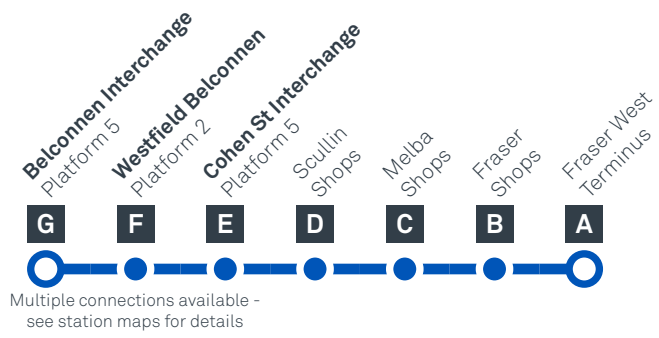 Belconnen Interchange
Platform 5
Westfield Belconnen
Platform 2
Cohen St Interchange
Platform 5
Scullin
Shops
Melba
Shops
Fraser
Shops
Fraser West
Terminus
G
F
E
D
C
B
A
Multiple connections available -
see station maps for details